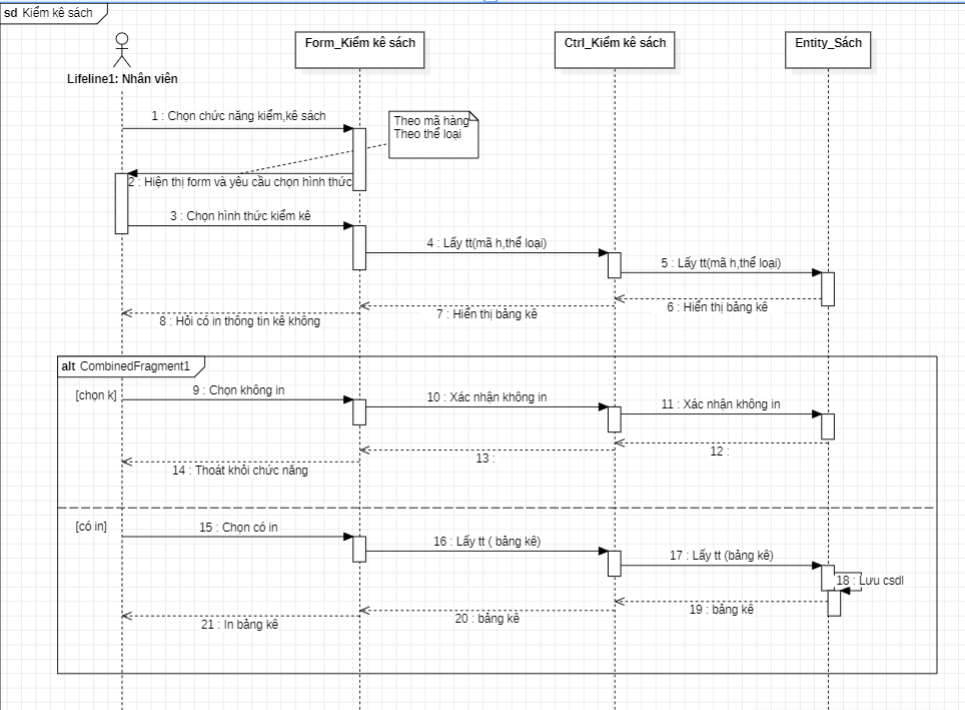 sd Kiểm kê sách
Form_Kiểm kê sách
Ctrl_Kiểm kê sách
Entity_Sách
Lifeline1: Nhân viên
1 : Chọn chức năng kiểm,kê sách
Theo mã hàng
Theo thể loại
2 : Hiện thị form và yêu cầu chọn hình thức
3 : Chọn hình thức kiểm kê
4 : Lấy tt(mã h,thể loại)
5 : Lấy tt(mã h,thể loại)
6 : Hiển thị bảng kê
7 : Hiển thị bảng kê
8 : Hỏi có in thông tin kê không
alt CombinedFragment1
[chọn k]
9 : Chọn không in
10 : Xác nhận không in
11 : Xác nhận không in
12 :
13 :
14 : Thoát khỏi chức năng
[có in]
15 : Chọn có in
16 : Lấy tt ( bảng kê)
17 : Lấy tt (bảng kê)
18 : Lưu csdl
19 : bảng kê
20 : bảng kê
21 : In bảng kê